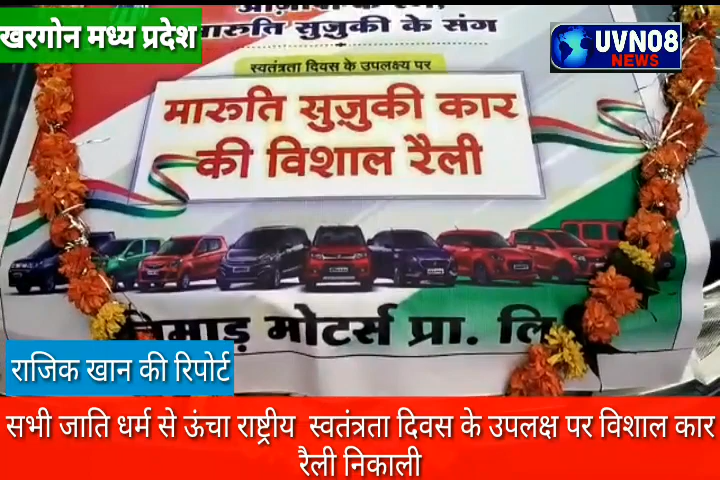 खरगोन मध्य प्रदेश
UVN08
NEWS
मारुति सुजुकी के संग
स्वतंत्रता दिवस के उपलक्ष्य पर
मारूति सुजुकी कार
की विशाल रैली
मोटर्स प्रा. लि
राजिक खान की रिपोर्ट
सभी जाति धर्म से ऊंचा राष्ट्रीय स्वतंत्रता दिवस के उपलक्ष पर विशाल कार
रैली निकाली